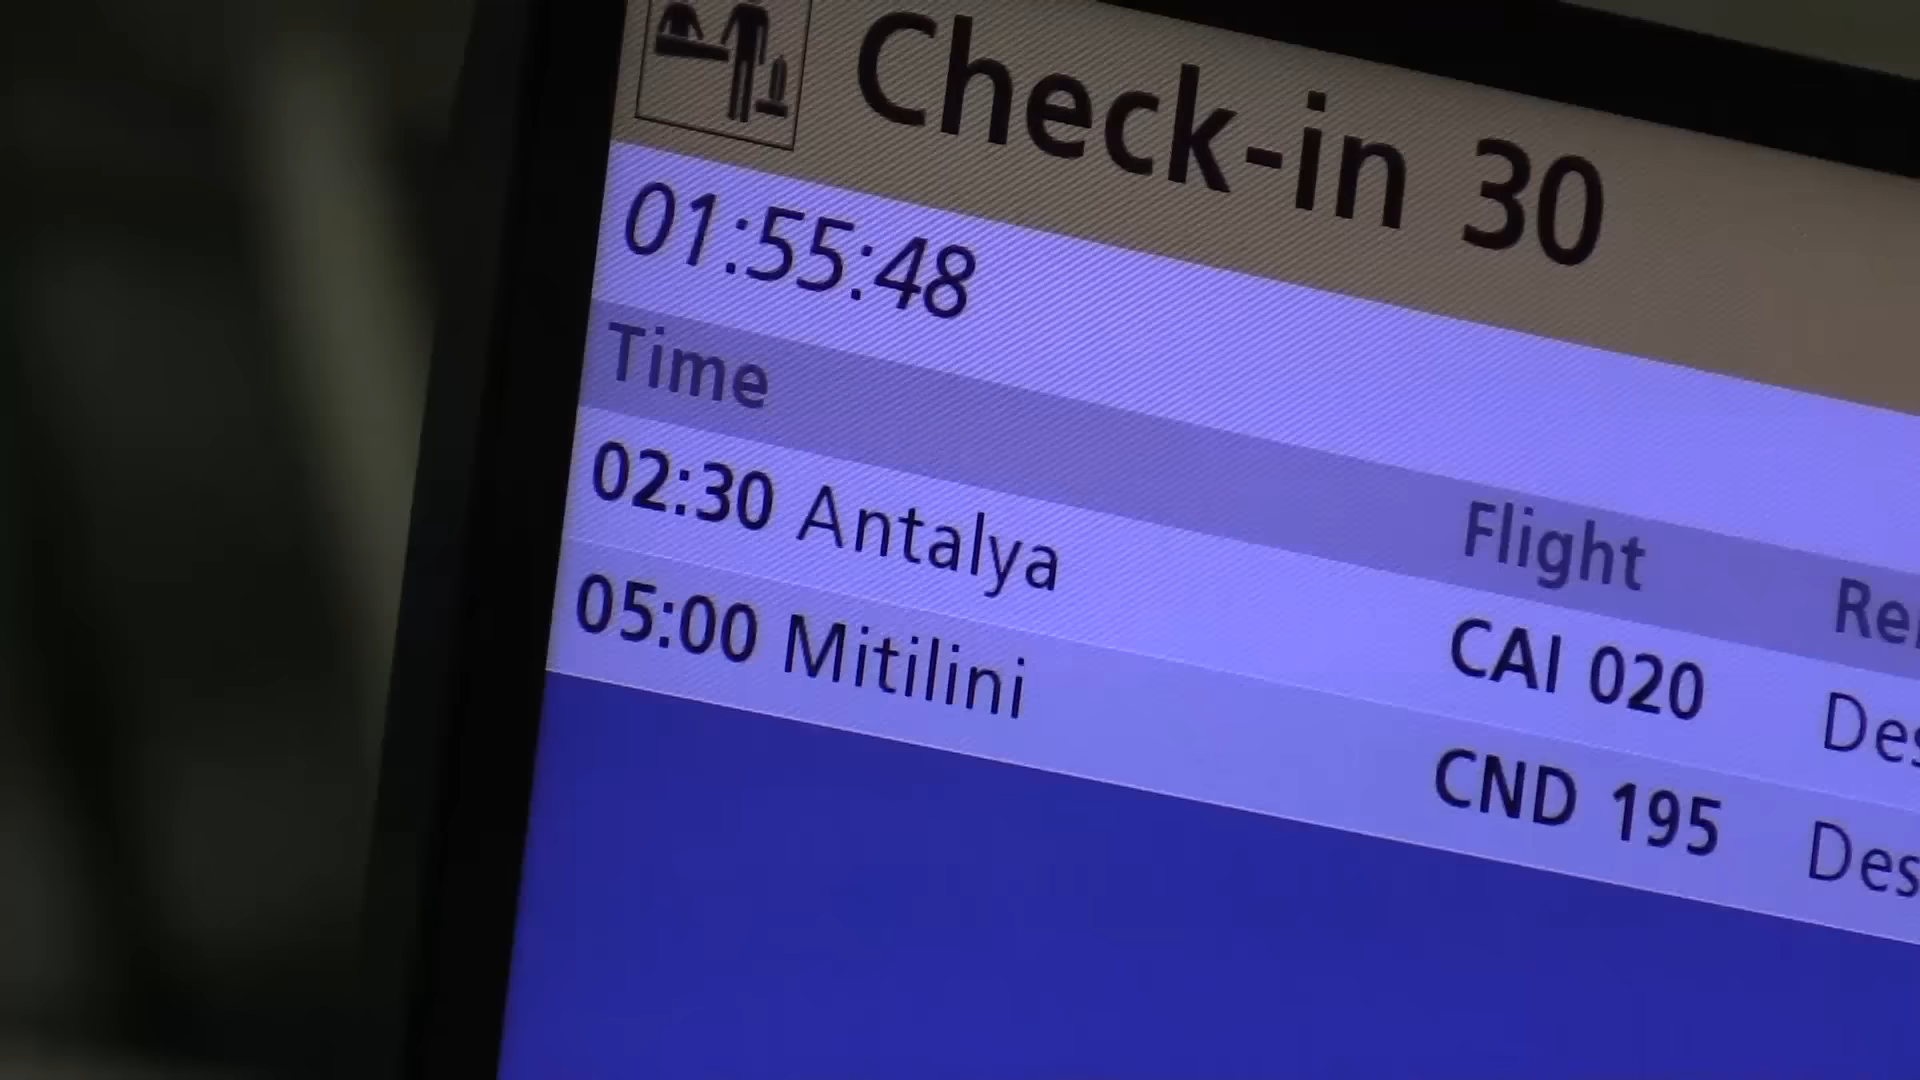 Check-in 30
01:55:48
Time Flight
02:30 Antalya CAI 020
05:00 Mitilini CND 195